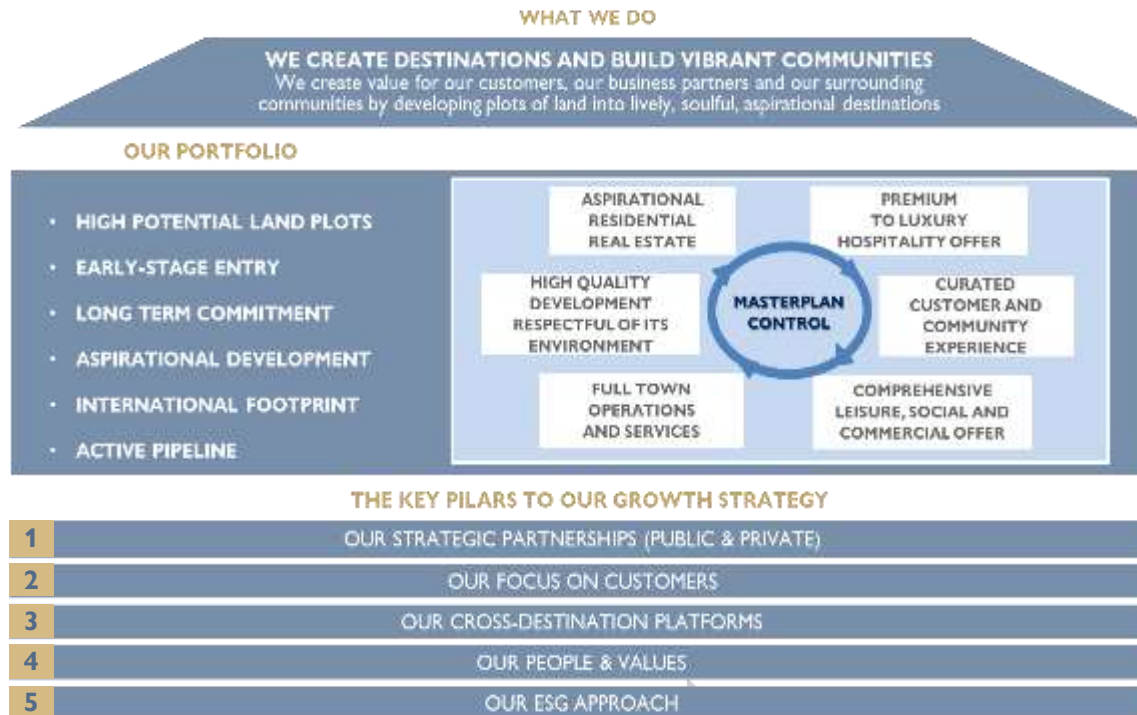 WHAT WE DO
WE CREATE DESTINATIONS AND BUILD VIBRANT COMMUNITIES
We create value for our customers, our business partners and our surrounding
communities by developing plots of land into lively, soulful, aspirational destinations
OUR PORTFOLIO
• HIGH POTENTIAL LAND PLOTS
• EARLY-STAGE ENTRY
• LONG TERM COMMITMENT
• ASPIRATIONAL DEVELOPMENT
• INTERNATIONAL FOOTPRINT
• ACTIVE PIPELINE
ASPIRATIONAL
RESIDENTIAL
REAL ESTATE
PREMIUM
TO LUXURY
HOSPITALITY OFFER
HIGH QUALITY
DEVELOPMENT
RESPECTFUL OF ITS
ENVIRONMENT
MASTERPLAN
CONTROL
CURATED
CUSTOMER AND
COMMUNITY
EXPERIENCE
FULL TOWN
OPERATIONS
AND SERVICES
COMPREHENSIVE
LEISURE, SOCIAL AND
COMMERCIAL OFFER
THE KEY PILARS TO OUR GROWTH STRATEGY
1 OUR STRATEGIC PARTNERSHIPS (PUBLIC & PRIVATE)
2 OUR FOCUS ON CUSTOMERS
3 OUR CROSS-DESTINATION PLATFORMS
4 OUR PEOPLE & VALUES
5 OUR ESG APPROACH